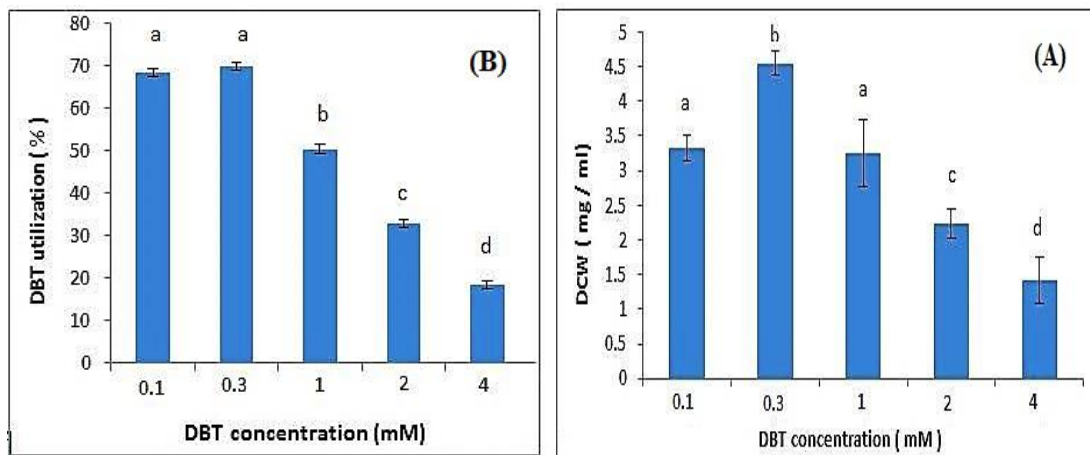 80
70
60
50
40
30
20
10
0
DBT utilization ( % )
a
a
b
c
d
(B)
0.1
0.3
1
2
4
DBT concentration (mM)
5
4.5
4
3.5
3
2.5
2
1.5
1
0.5
0
DCW ( mg / ml)
a
b
a
c
d
(A)
0.1
0.3
1
2
4
DBT concentration ( mM )